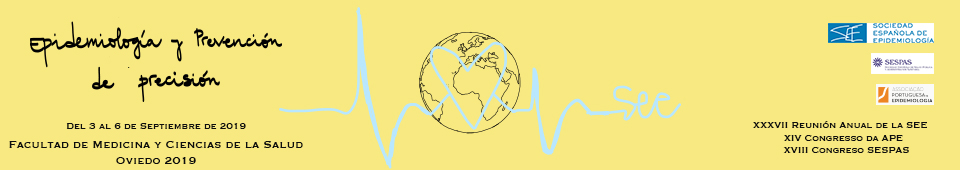 Epidemiología y Prevención
de precisión
Del 3 al 6 de Septiembre de 2019
Facultad de Medicina y Ciencias de la Salud
Oviedo 2019
see
SEE
SOCIEDAD
ESPAÑOLA DE
EPIDEMIOLOGÍA
SESPAS
ASSOCIAÇÃO
PORTUGUESA DE
EPIDEMIOLOGIA
XXXVII Reunión Anual de la SEE
XIV Congresso da APE
XVIII Congreso SESPAS